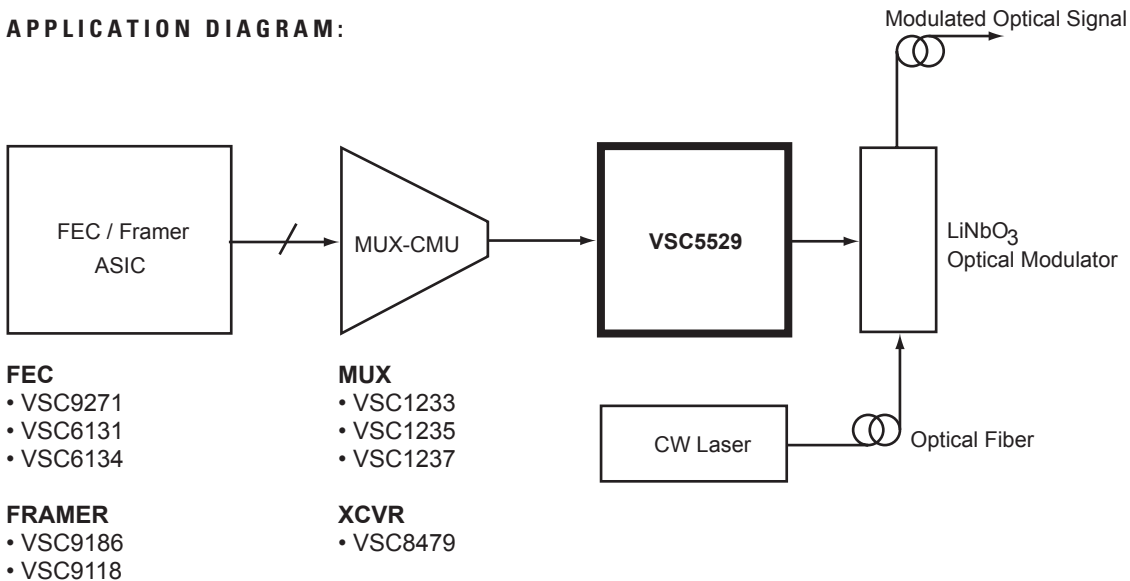 APPLICATION DIAGRAM:
Modulated Optical Signal
FEC / Framer
ASIC
MUX-CMU
VSC5529
LiNbO3
Optical Modulator
CW Laser
Optical Fiber
FEC
• VSC9271
• VSC6131
• VSC6134
FRAMER
• VSC9186
• VSC9118
MUX
• VSC1233
• VSC1235
• VSC1237
XCVR
• VSC8479